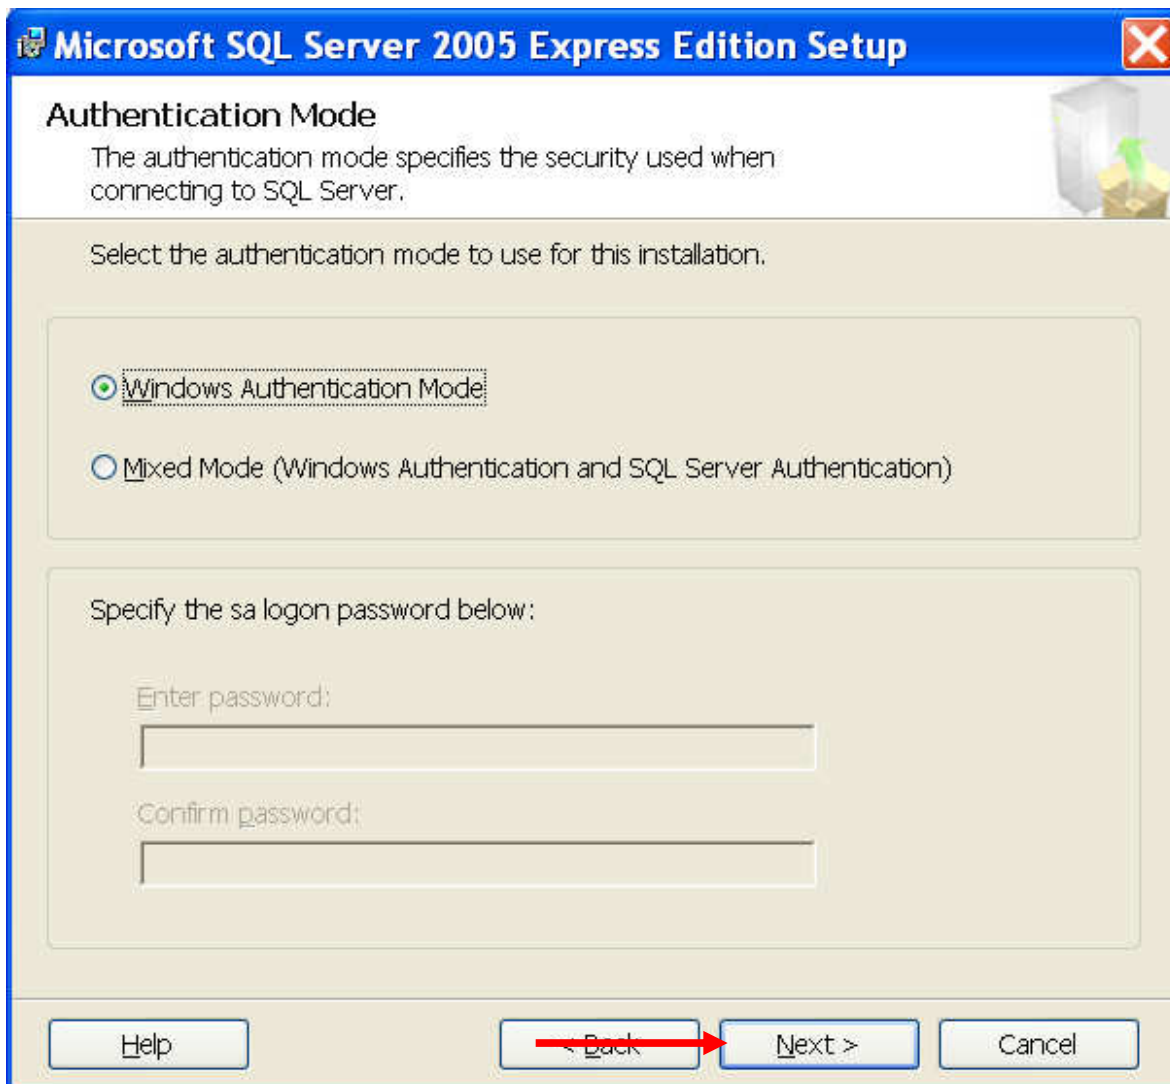 Microsoft SQL Server 2005 Express Edition Setup
Authentication Mode
The authentication mode specifies the security used when
connecting to SQL Server.
Select the authentication mode to use for this installation.
Windows Authentication Mode
Mixed Mode (Windows Authentication and SQL Server Authentication)
Specify the sa logon password below:
Enter password:
Confirm password:
Help
< Back
Next >
Cancel